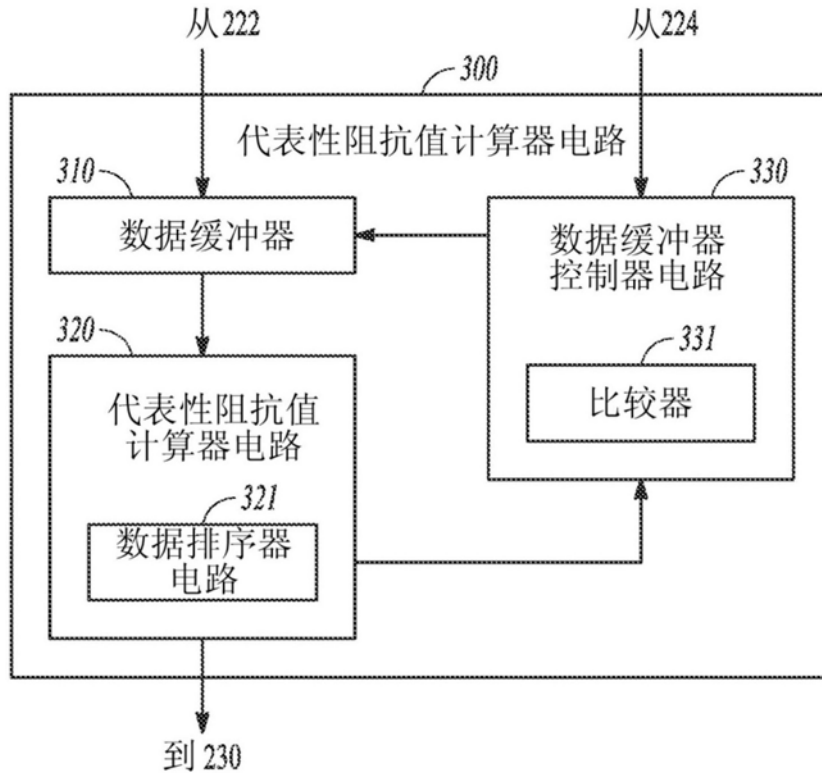 从222
从224
300
代表性阻抗值计算器电路
310
数据缓冲器
330
数据缓冲器
控制器电路
320
代表性阻抗值
计算器电路
331
比较器
321
数据排序器
电路
到230